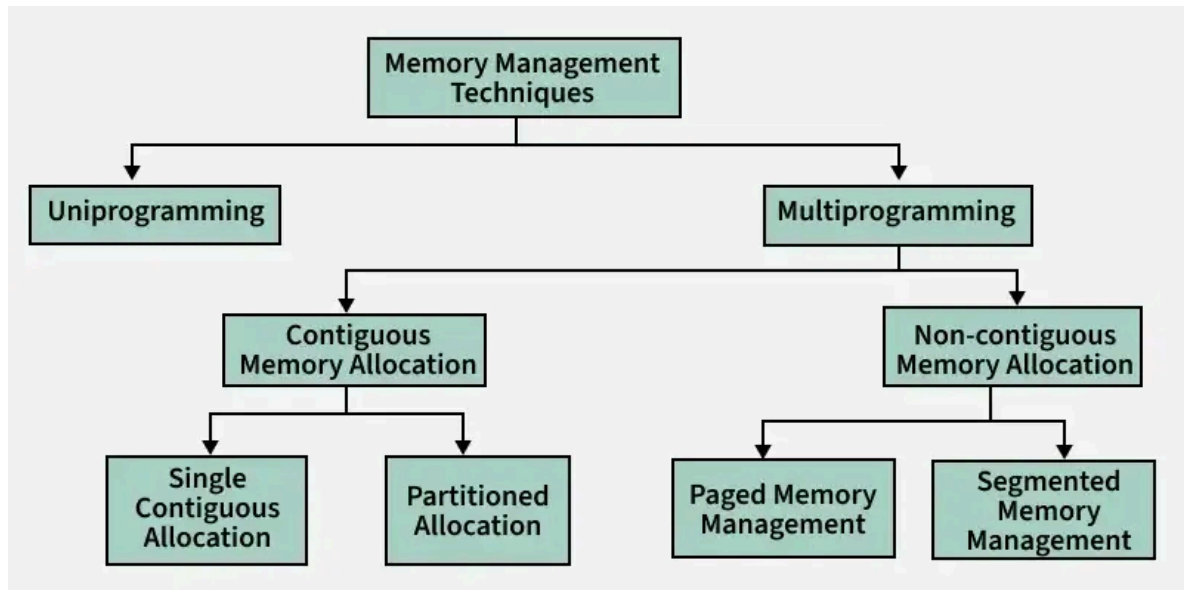 Memory Management
Techniques
Uniprogramming
Multiprogramming
Contiguous
Memory Allocation
Non-contiguous
Memory Allocation
Single
Contiguous
Allocation
Partitioned
Allocation
Paged Memory
Management
Segmented
Memory
Management